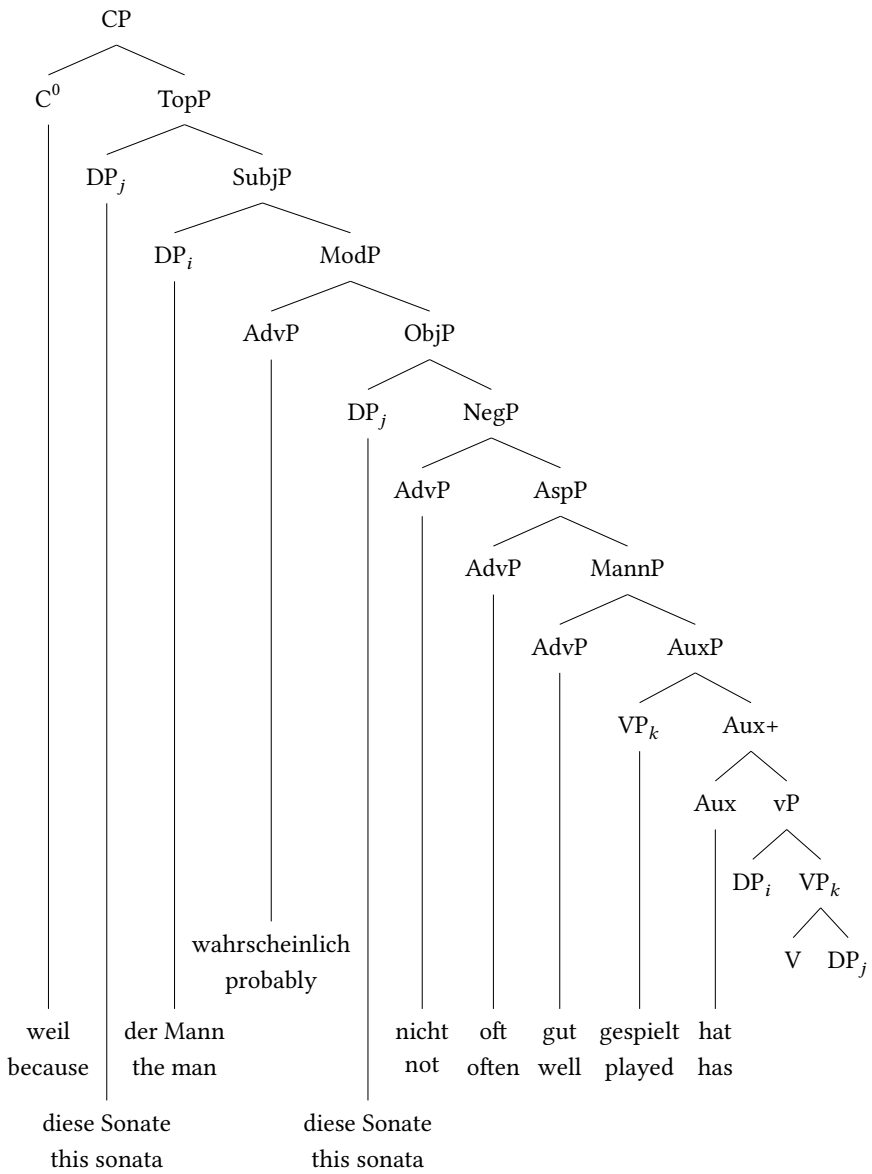 CP
C⁰ TopP
DPⱼ SubjP
DPᵢ ModP
AdvP ObjP
DPⱼ NegP
AdvP AspP
AdvP MannP
AdvP AuxP
VPₖ Aux+
Aux vP
DPᵢ VPₖ
wahrscheinlich V DPⱼ
probably
weil der Mann nicht oft gut gespielt hat
because the man not often well played has
diese Sonate diese Sonate
this sonata this sonata